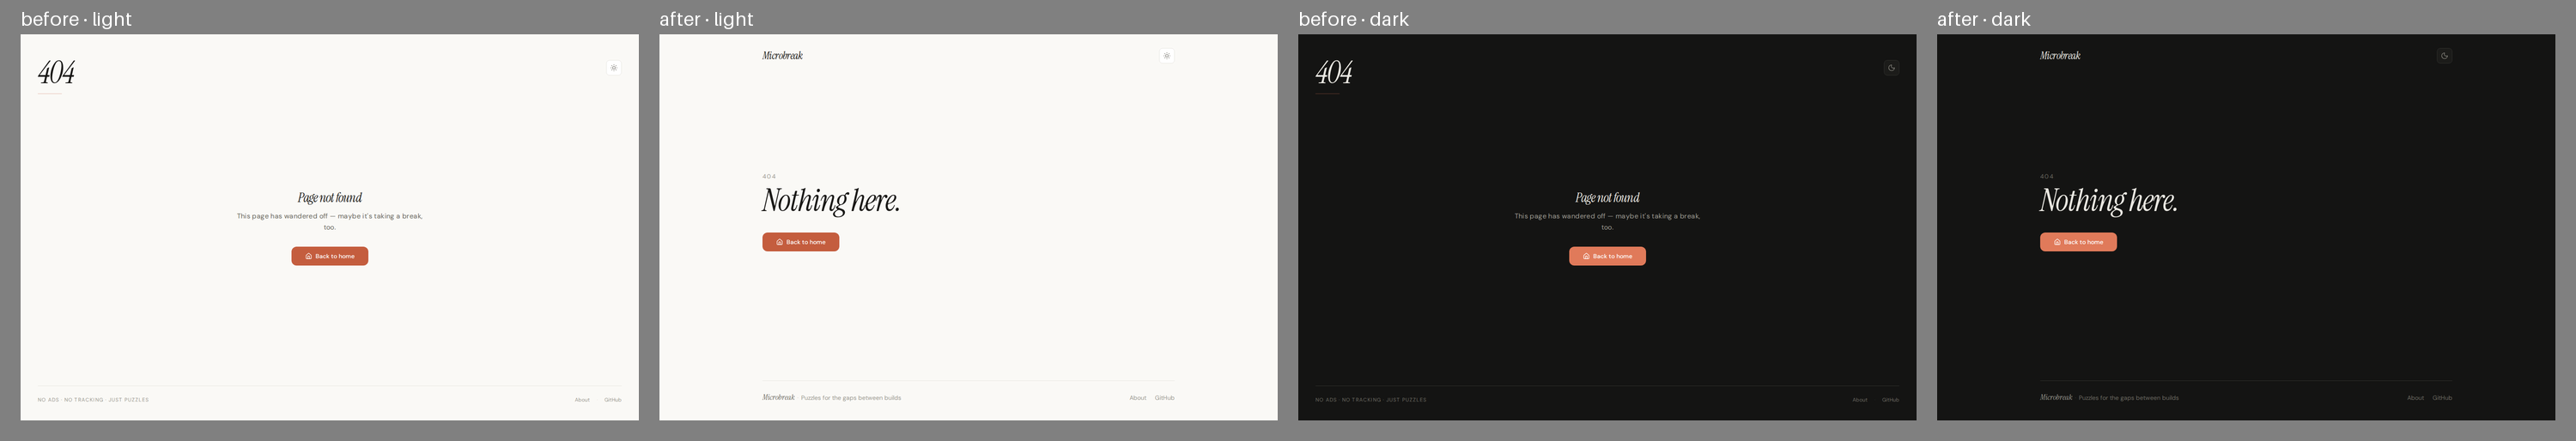 before · light
404
Page not found
This page has wandered off — maybe it's taking a break,
too.
Back to home
NO ADS · NO TRACKING · JUST PUZZLES
About GitHub
after · light
Microbreak
404
Nothing here.
Back to home
Microbreak · Puzzles for the gaps between builds
About GitHub
before · dark
404
Page not found
This page has wandered off — maybe it's taking a break,
too.
Back to home
NO ADS · NO TRACKING · JUST PUZZLES
About GitHub
after · dark
Microbreak
404
Nothing here.
Back to home
Microbreak · Puzzles for the gaps between builds
About GitHub